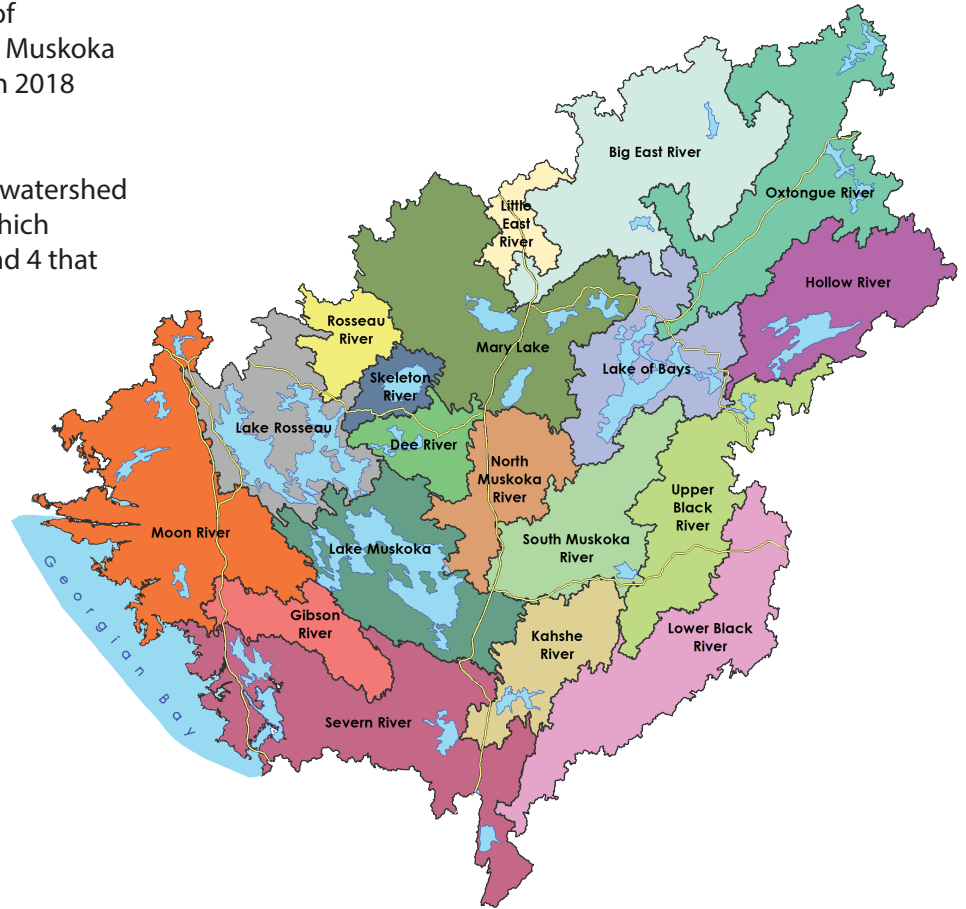 of
Muskoka
n 2018
watershed
hich
nd 4 that
Big East River
Little
East
River
Oxtongue River
Hollow River
Rosseau
River
Mary Lake
Skeleton
River
Lake of Bays
Lake Rosseau
Dee River
North
Muskoka
River
Upper
Black
River
Moon River
Lake Muskoka
South Muskoka
River
Gibson
River
Kahshe
River
Lower Black
River
Severn River
Georgian Bay